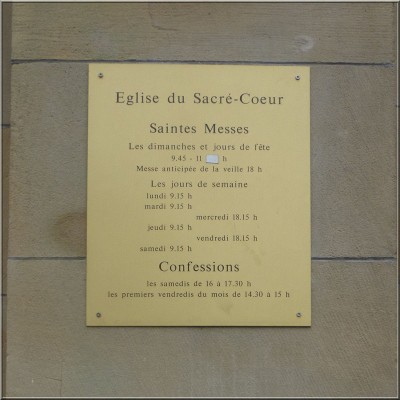 Eglise du Sacré-Coeur
Saintes Messes
Les dimanches et jours de fête
9.45 - 11 h
Messe anticipée de la veille 18 h
Les jours de semaine
lundi 9.15 h
mardi 9.15 h
mercredi 18.15 h
jeudi 9.15 h
vendredi 18.15 h
samedi 9.15 h
Confessions
les samedis de 16 à 17.30 h
les premiers vendredis du mois de 14.30 à 15 h